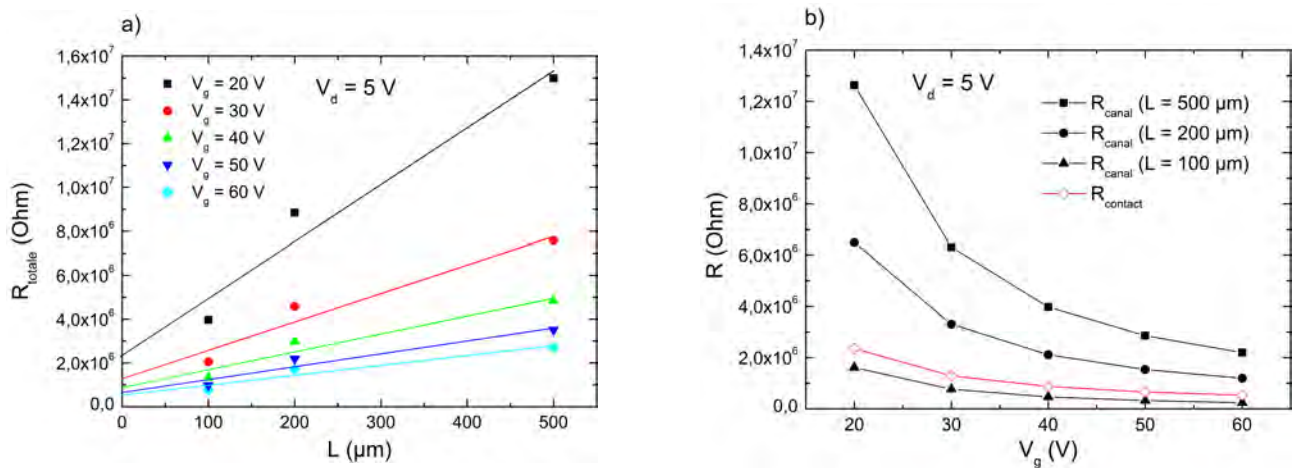 a)
1,6x10⁷
1,4x10⁷
1,2x10⁷
1,0x10⁷
8,0x10⁶
6,0x10⁶
4,0x10⁶
2,0x10⁶
0,0
R_totale (Ohm)
V_g = 20 V
V_g = 30 V
V_g = 40 V
V_g = 50 V
V_g = 60 V
V_d = 5 V
0 100 200 300 400 500
L (µm)
b)
1,4x10⁷
1,2x10⁷
1,0x10⁷
8,0x10⁶
6,0x10⁶
4,0x10⁶
2,0x10⁶
0,0
R (Ohm)
V_d = 5 V
R_canal (L = 500 µm)
R_canal (L = 200 µm)
R_canal (L = 100 µm)
R_contact
20 30 40 50 60
V_g (V)